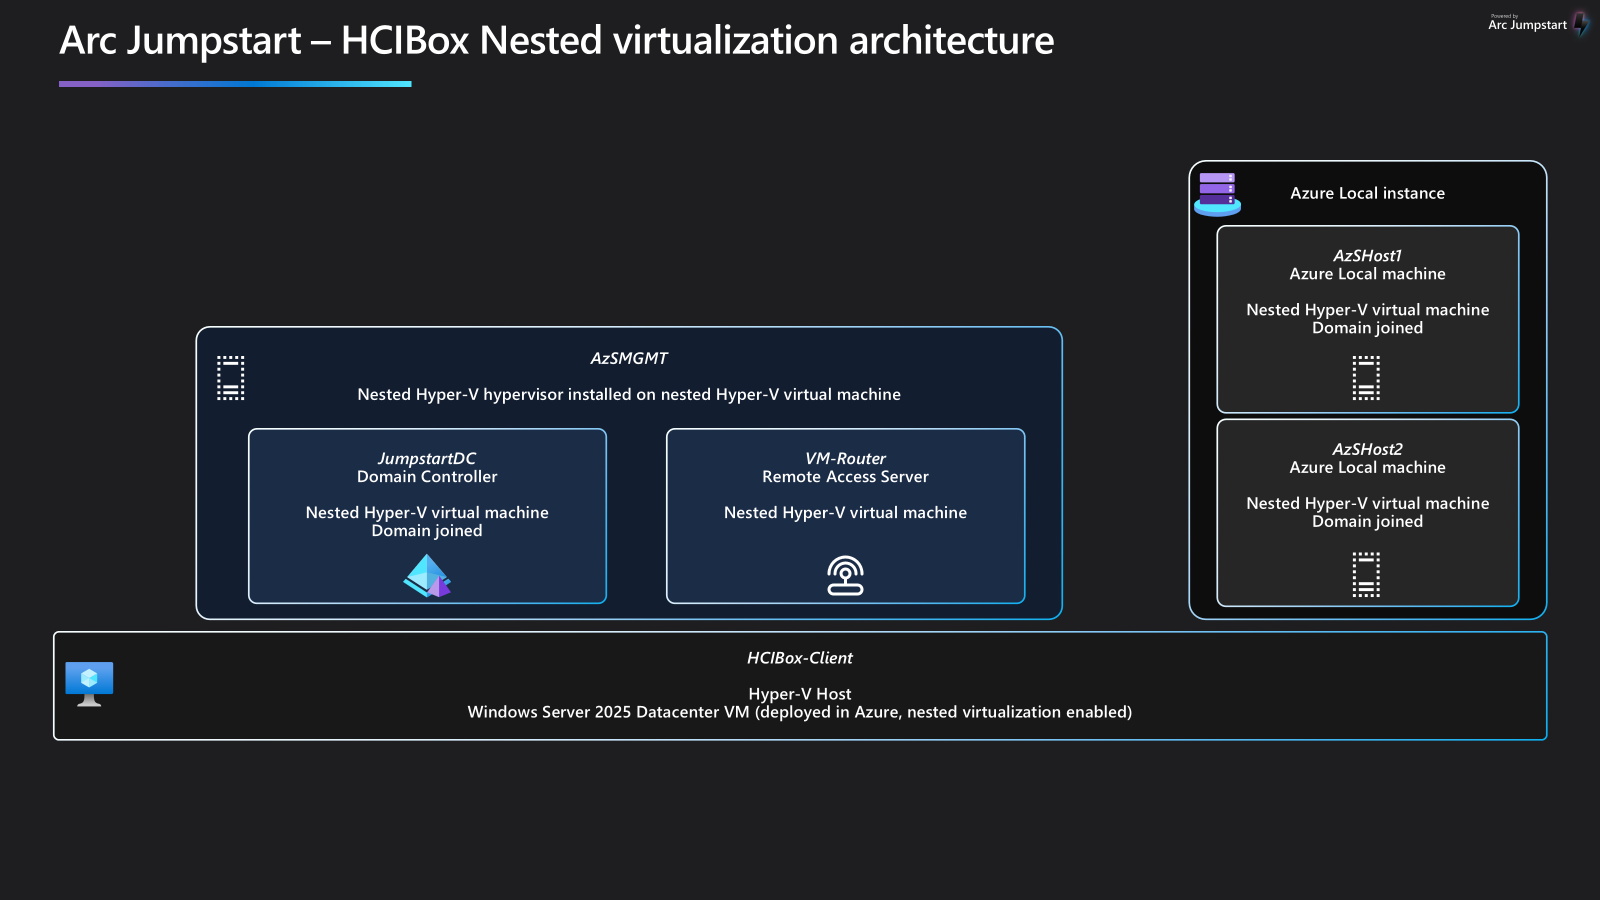 Arc Jumpstart – HCIBox Nested virtualization architecture
Powered by
Arc Jumpstart
Azure Local instance
AzSHost1
Azure Local machine
Nested Hyper-V virtual machine
Domain joined
AzSHost2
Azure Local machine
Nested Hyper-V virtual machine
Domain joined
AzSMGMT
Nested Hyper-V hypervisor installed on nested Hyper-V virtual machine
JumpstartDC
Domain Controller
Nested Hyper-V virtual machine
Domain joined
VM-Router
Remote Access Server
Nested Hyper-V virtual machine
HCIBox-Client
Hyper-V Host
Windows Server 2025 Datacenter VM (deployed in Azure, nested virtualization enabled)